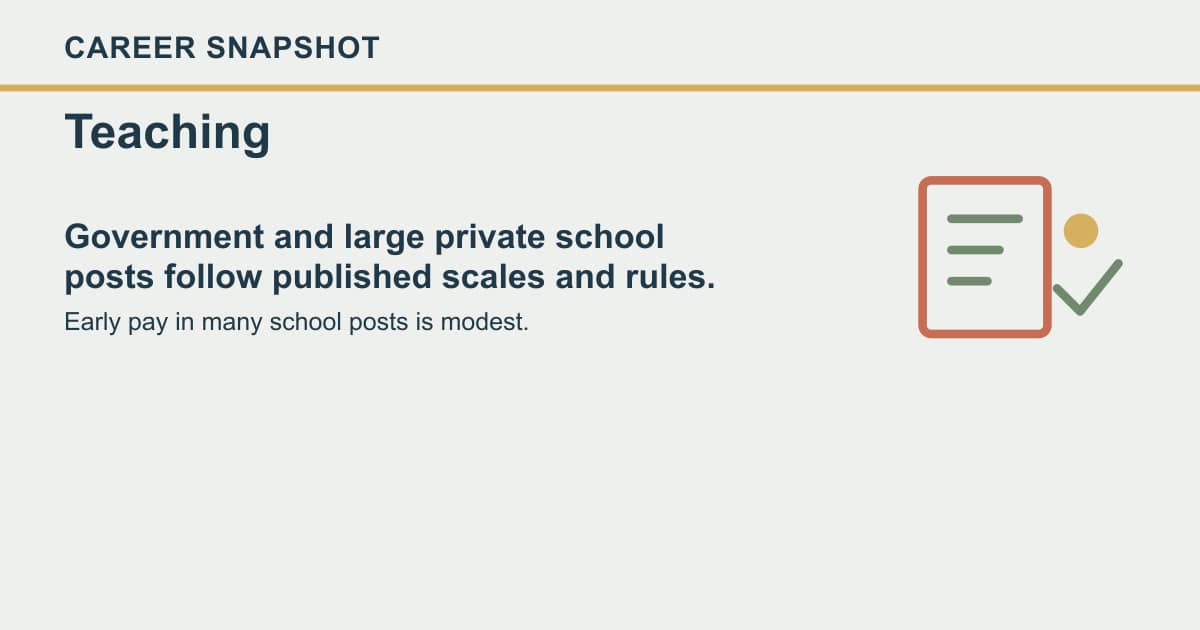 CAREER SNAPSHOT
Teaching
Government and large private school
posts follow published scales and rules.
Early pay in many school posts is modest.